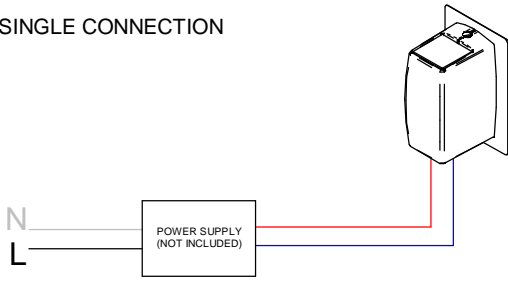 SINGLE CONNECTION
N
L
POWER SUPPLY
(NOT INCLUDED)